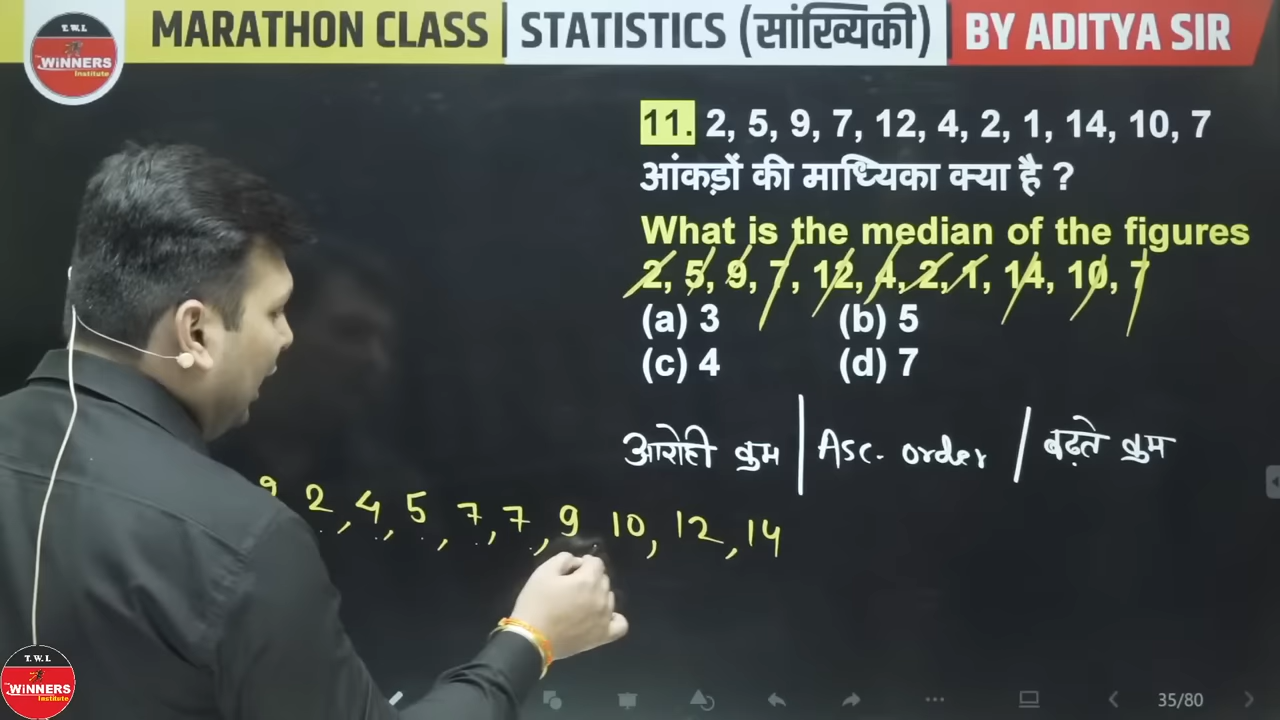 MARATHON CLASS STATISTICS (सांख्यिकी) BY ADITYA SIR
T.W.I.
WiNNERS
Institute
11. 2, 5, 9, 7, 12, 4, 2, 1, 14, 10, 7
आंकड़ों की माध्यिका क्या है ?
What is the median of the figures
2, 5, 9, 7, 12, 4, 2, 1, 14, 10, 7
(a) 3 (b) 5
(c) 4 (d) 7
आरोही क्रम | Asc. order | बढ़ते क्रम
2, 4, 5, 7, 7, 9 10, 12, 14
T.W.I.
WiNNERS
Institute
35/80